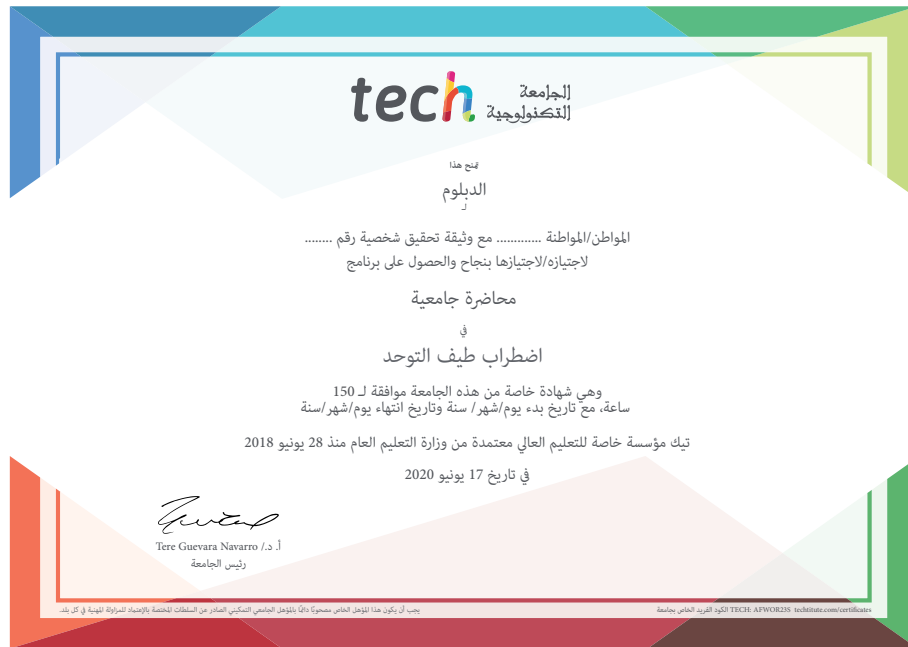 tech الجامعة
التكنولوجية
يمنح هذا
الدبلوم
لـ
المواطن/المواطنة ............. مع وثيقة تحقيق شخصية رقم ........
لاجتيازه/لاجتيازها بنجاح والحصول على برنامج
محاضرة جامعية
في
اضطراب طيف التوحد
وهي شهادة خاصة من هذه الجامعة موافقة لـ 150
ساعة، مع تاريخ بدء يوم/شهر/ سنة وتاريخ انتهاء يوم/شهر/سنة
تيك مؤسسة خاصة للتعليم العالي معتمدة من وزارة التعليم العام منذ 28 يونيو 2018
في تاريخ 17 يونيو 2020
أ. د./ Tere Guevara Navarro
رئيس الجامعة
يجب أن يكون هذا المؤهل الخاص مصحوبًا دائمًا بالمؤهل الجامعي التمكيني الصادر عن السلطات المختصة بالإعتماد للمزاولة المهنية في كل بلد.
الكود الفريد الخاص بجامعة TECH: AFWOR23S techtitute.com/certificates